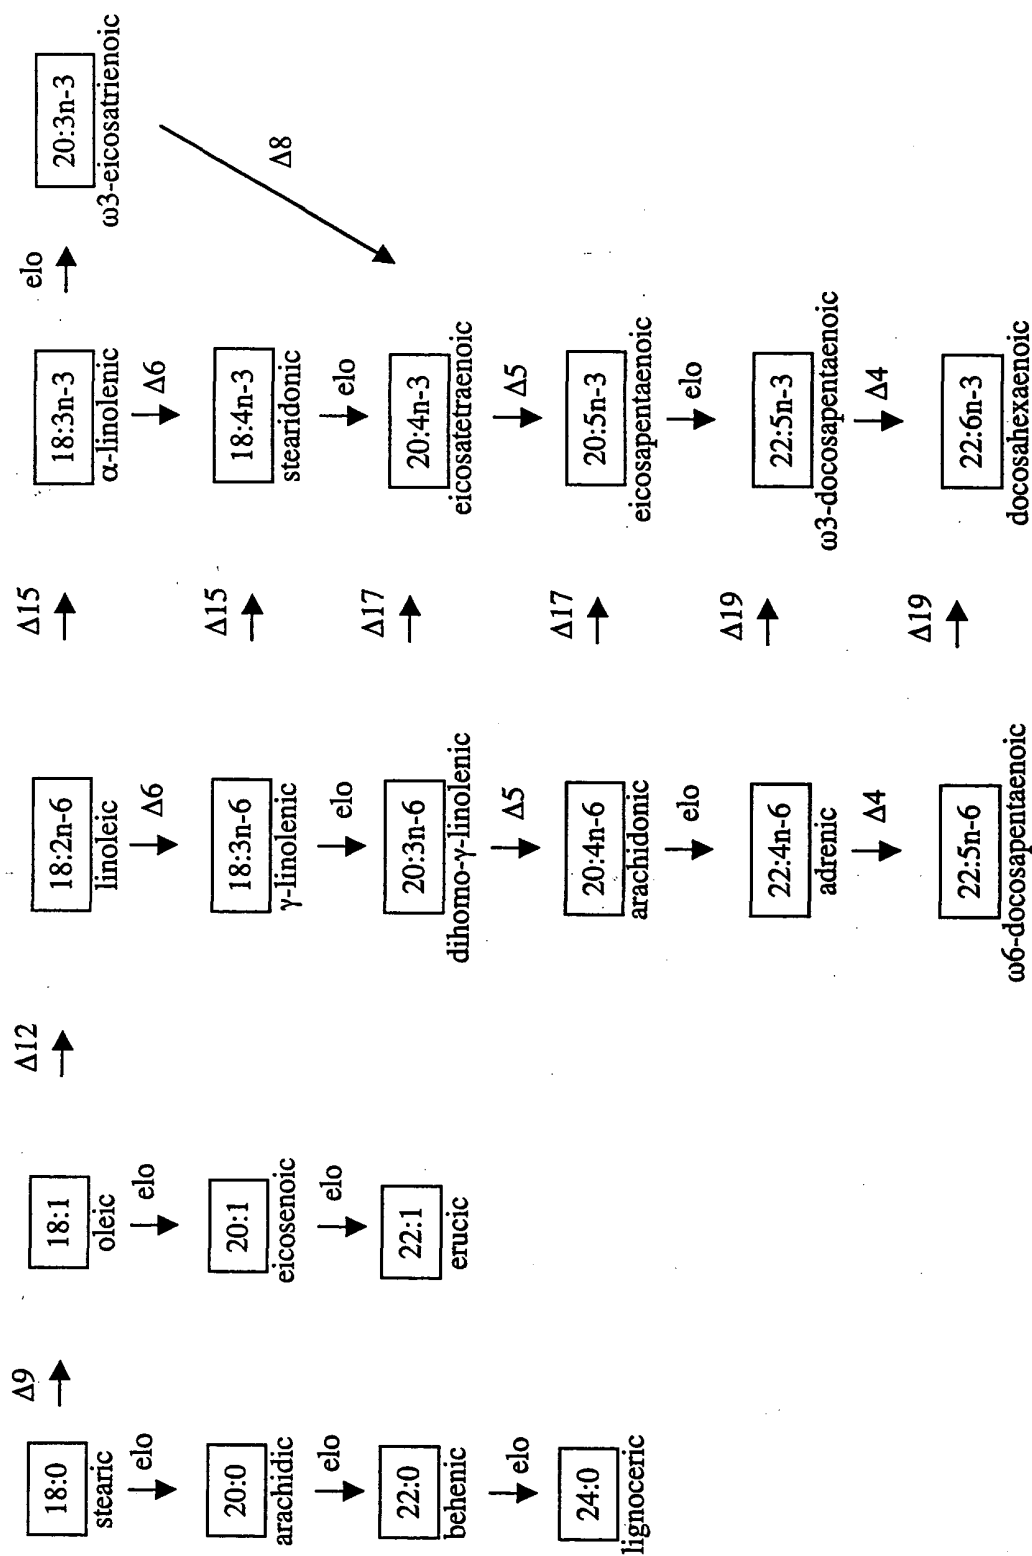 Δ9 Δ12 Δ15 elo
18:0 18:1 18:2n-6 18:3n-3 20:3n-3
stearic oleic linoleic α-linolenic ω3-eicosatrienoic
elo elo Δ6 Δ6
Δ15 Δ8
20:0 20:1 18:3n-6 18:4n-3
arachidic eicosenoic γ-linolenic stearidonic
elo elo elo elo
Δ17
22:0 22:1 20:3n-6 20:4n-3
behenic erucic dihomo-γ-linolenic eicosatetraenoic
elo Δ5 Δ5
Δ17
24:0 20:4n-6 20:5n-3
lignoceric arachidonic eicosapentaenoic
elo elo
Δ19
22:4n-6 22:5n-3
adrenic ω3-docosapentaenoic
Δ4 Δ4
Δ19
22:5n-6 22:6n-3
ω6-docosapentaenoic docosahexaenoic